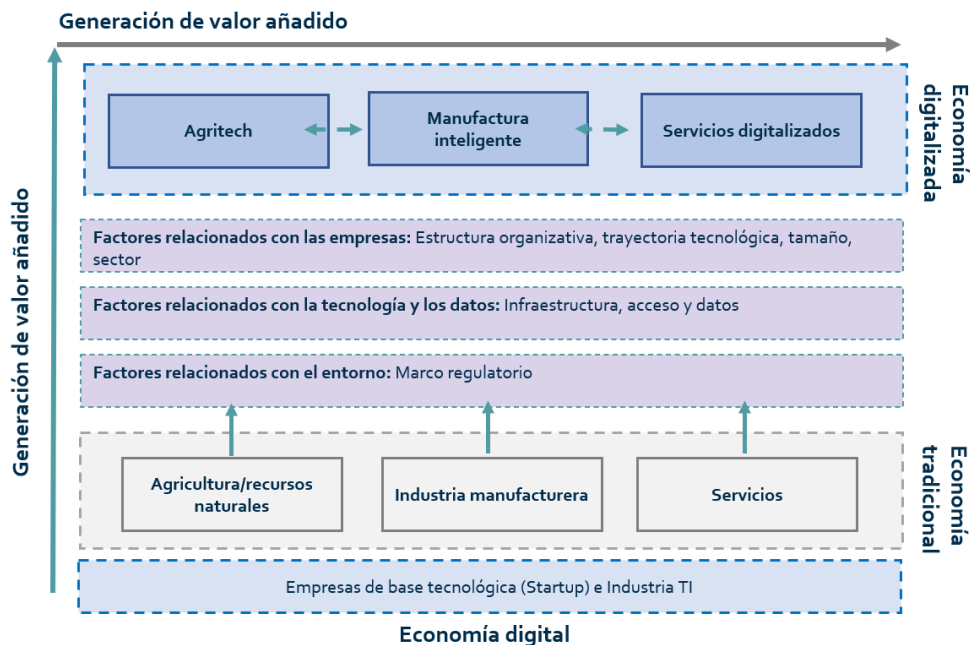 Generación de valor añadido
Generación de valor añadido
Economía
digitalizada
Agritech
Manufactura
inteligente
Servicios digitalizados
Factores relacionados con las empresas: Estructura organizativa, trayectoria tecnológica, tamaño,
sector
Factores relacionados con la tecnología y los datos: Infraestructura, acceso y datos
Factores relacionados con el entorno: Marco regulatorio
Economía
tradicional
Agricultura/recursos
naturales
Industria manufacturera
Servicios
Empresas de base tecnológica (Startup) e Industria TI
Economía digital